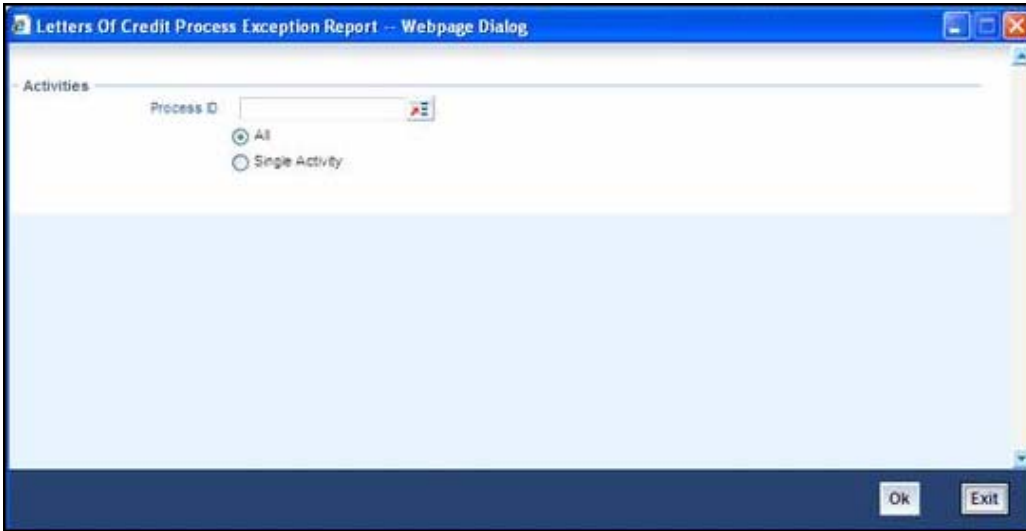 Letters Of Credit Process Exception Report -- Webpage Dialog
Activities
Process ID
All
Single Activity
Ok Exit